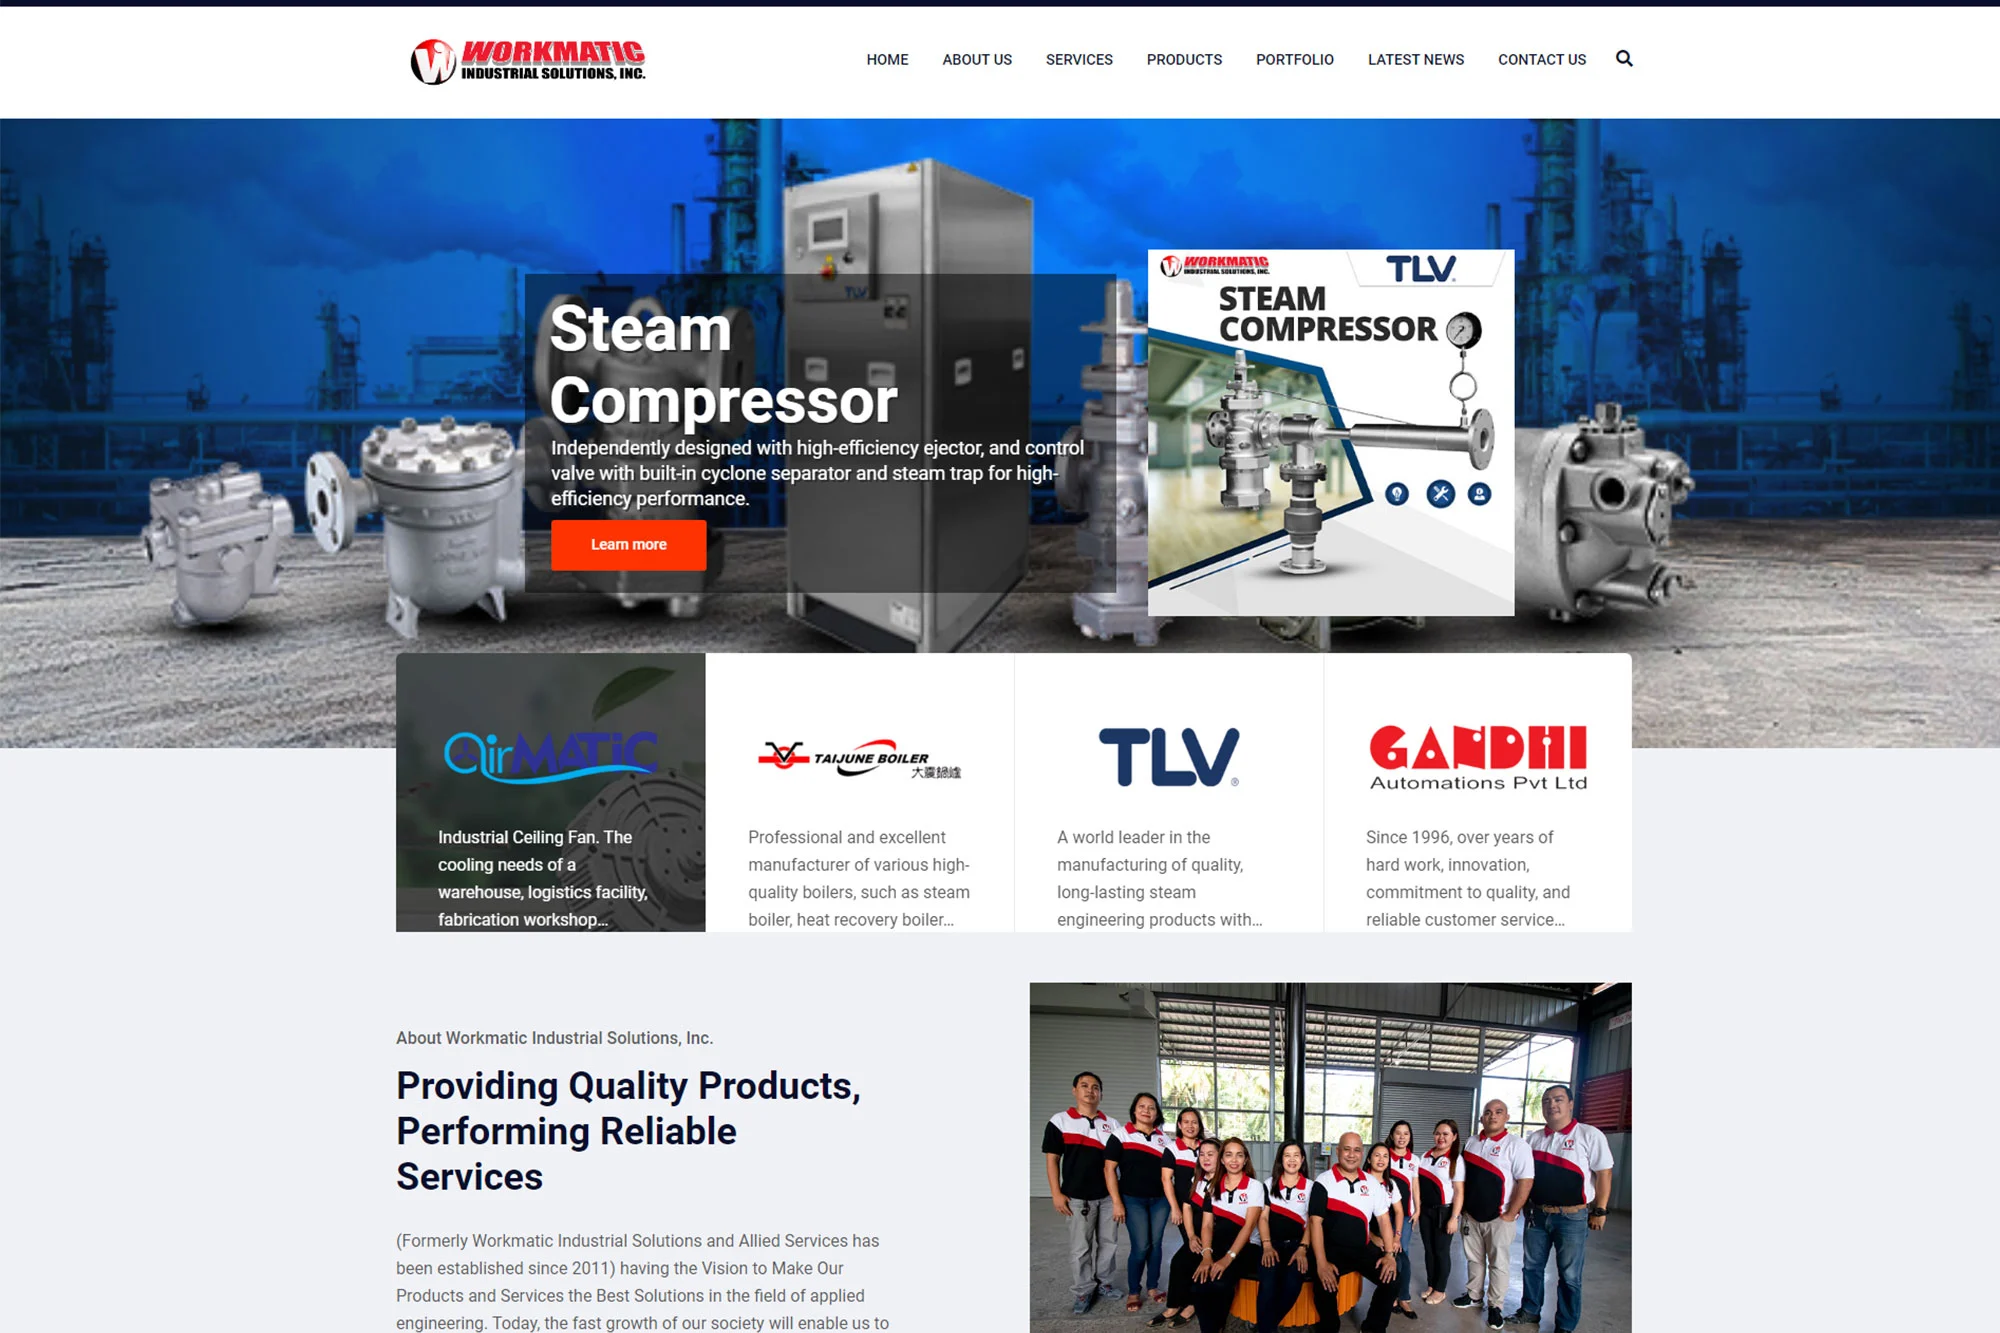 WORKMATIC
INDUSTRIAL SOLUTIONS, INC.
HOME
ABOUT US
SERVICES
PRODUCTS
PORTFOLIO
LATEST NEWS
CONTACT US
TLV
Steam
Compressor
Independently designed with high-efficiency ejector, and control
valve with built-in cyclone separator and steam trap for high-
efficiency performance.
Learn more
WORKMATIC
INDUSTRIAL SOLUTIONS, INC.
TLV
STEAM
COMPRESSOR
airMATIC
Industrial Ceiling Fan. The
cooling needs of a
warehouse, logistics facility,
fabrication workshop...
TAIJUNE BOILER
大震鍋爐
Professional and excellent
manufacturer of various high-
quality boilers, such as steam
boiler, heat recovery boiler...
TLV®
A world leader in the
manufacturing of quality,
long-lasting steam
engineering products with...
GANDHI
Automations Pvt Ltd
Since 1996, over years of
hard work, innovation,
commitment to quality, and
reliable customer service...
About Workmatic Industrial Solutions, Inc.
Providing Quality Products,
Performing Reliable
Services
(Formerly Workmatic Industrial Solutions and Allied Services has
been established since 2011) having the Vision to Make Our
Products and Services the Best Solutions in the field of applied
engineering. Today, the fast growth of our society will enable us to